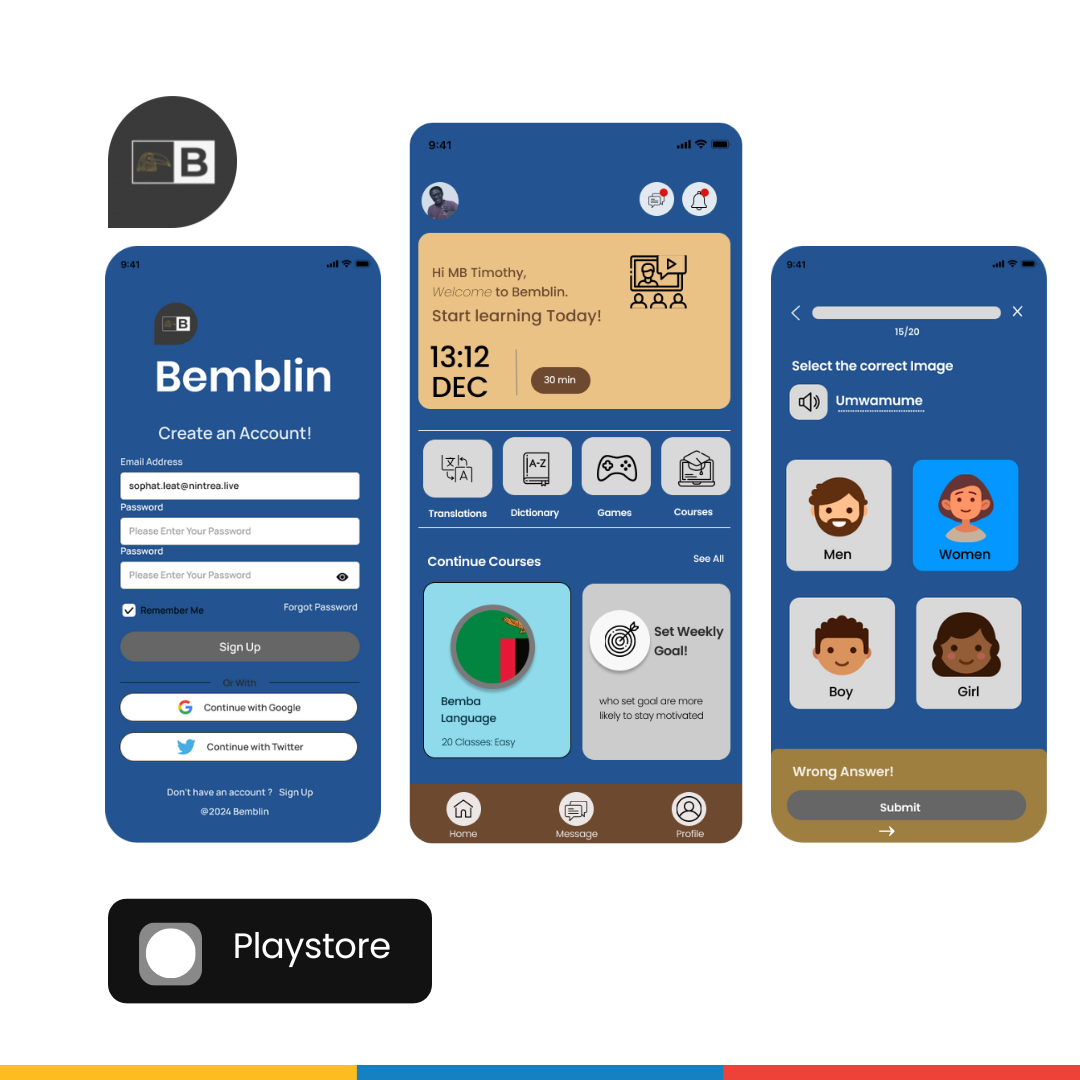 B
9:41
B
Bemblin
Create an Account!
Email Address
sophat.leat@nintrea.live
Password
Please Enter Your Password
Password
Please Enter Your Password
Remember Me
Forgot Password
Sign Up
Or With
Continue with Google
Continue with Twitter
Don't have an account ? Sign Up
@2024 Bemblin
9:41
Hi MB Timothy,
Welcome to Bemblin.
Start learning Today!
13:12
DEC
30 min
文
A
A-Z
Translations
Dictionary
Games
Courses
Continue Courses
See All
Bemba
Language
20 Classes: Easy
Set Weekly
Goal!
who set goal are more
likely to stay motivated
Home
Message
Profile
9:41
15/20
Select the correct Image
Umwamume
Men
Women
Boy
Girl
Wrong Answer!
Submit
Playstore